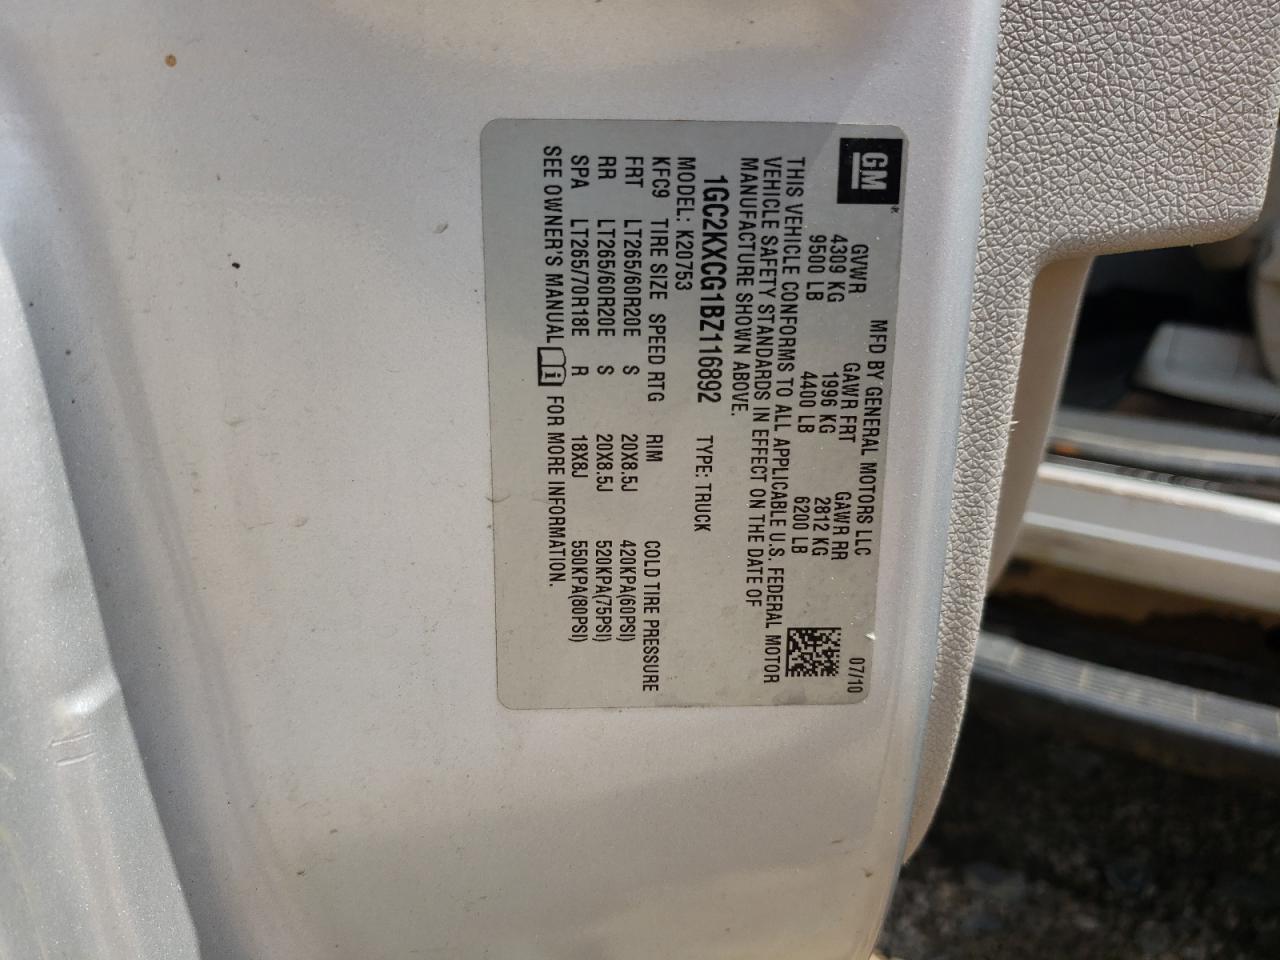 GM
MFD BY GENERAL MOTORS LLC 07/10
GVWR GAWR FRT GAWR RR
4309 KG 1996 KG 2812 KG
9500 LB 4400 LB 6200 LB
THIS VEHICLE CONFORMS TO ALL APPLICABLE U.S. FEDERAL MOTOR
VEHICLE SAFETY STANDARDS IN EFFECT ON THE DATE OF
MANUFACTURE SHOWN ABOVE.
1GC2KXCG1BZ116892 TYPE: TRUCK
MODEL: K20753
KFC9 TIRE SIZE SPEED RTG RIM COLD TIRE PRESSURE
FRT LT265/60R20E S 20X8.5J 420KPA(60PSI)
RR LT265/60R20E S 20X8.5J 520KPA(75PSI)
SPA LT265/70R18E R 18X8J 550KPA(80PSI)
SEE OWNER'S MANUAL i FOR MORE INFORMATION.